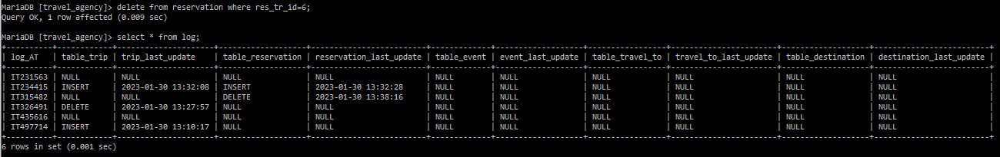 MariaDB [travel_agency]> delete from reservation where res_tr_id=6;
Query OK, 1 row affected (0.009 sec)
MariaDB [travel_agency]> select * from log;
+----------+------------+---------------------+-------------------+-------------------------+-------------+-------------------+-----------------+-----------------------+-------------------+-------------------------+
| log_AT   | table_trip | trip_last_update    | table_reservation | reservation_last_update | table_event | event_last_update | table_travel_to | travel_to_last_update | table_destination | destination_last_update |
+----------+------------+---------------------+-------------------+-------------------------+-------------+-------------------+-----------------+-----------------------+-------------------+-------------------------+
| IT231563 | NULL       | NULL                | NULL              | NULL                    | NULL        | NULL              | NULL            | NULL                  | NULL              | NULL                    |
| IT234415 | INSERT     | 2023-01-30 13:32:08 | INSERT            | 2023-01-30 13:32:28     | NULL        | NULL              | NULL            | NULL                  | NULL              | NULL                    |
| IT315482 | NULL       | NULL                | DELETE            | 2023-01-30 13:38:16     | NULL        | NULL              | NULL            | NULL                  | NULL              | NULL                    |
| IT326491 | DELETE     | 2023-01-30 13:27:57 | NULL              | NULL                    | NULL        | NULL              | NULL            | NULL                  | NULL              | NULL                    |
| IT435616 | NULL       | NULL                | NULL              | NULL                    | NULL        | NULL              | NULL            | NULL                  | NULL              | NULL                    |
| IT497714 | INSERT     | 2023-01-30 13:10:17 | NULL              | NULL                    | NULL        | NULL              | NULL            | NULL                  | NULL              | NULL                    |
+----------+------------+---------------------+-------------------+-------------------------+-------------+-------------------+-----------------+-----------------------+-------------------+-------------------------+
6 rows in set (0.001 sec)